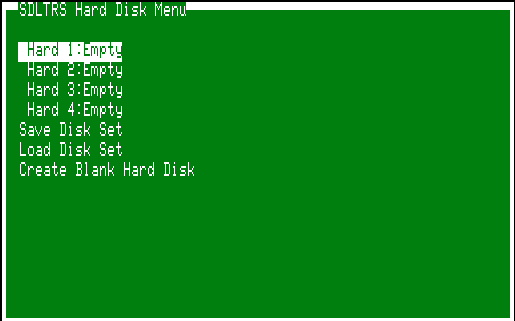 SDLTRS Hard Disk Menu
Hard 1:Empty
Hard 2:Empty
Hard 3:Empty
Hard 4:Empty
Save Disk Set
Load Disk Set
Create Blank Hard Disk